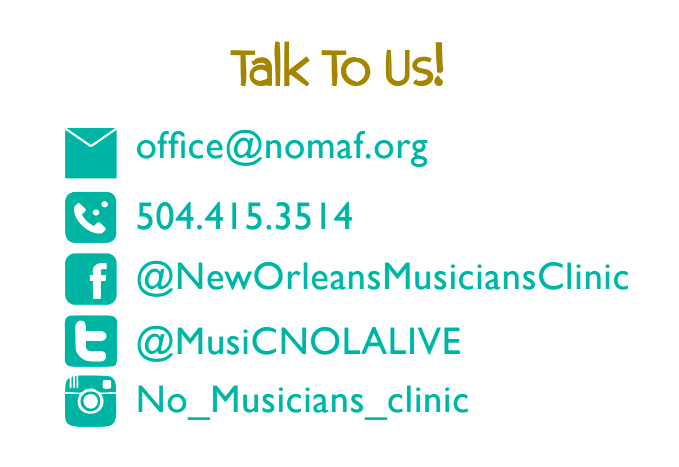 Talk To Us!
office@nomaf.org
504.415.3514
@NewOrleansMusiciansClinic
@MusiCNOLALIVE
No_Musicians_clinic